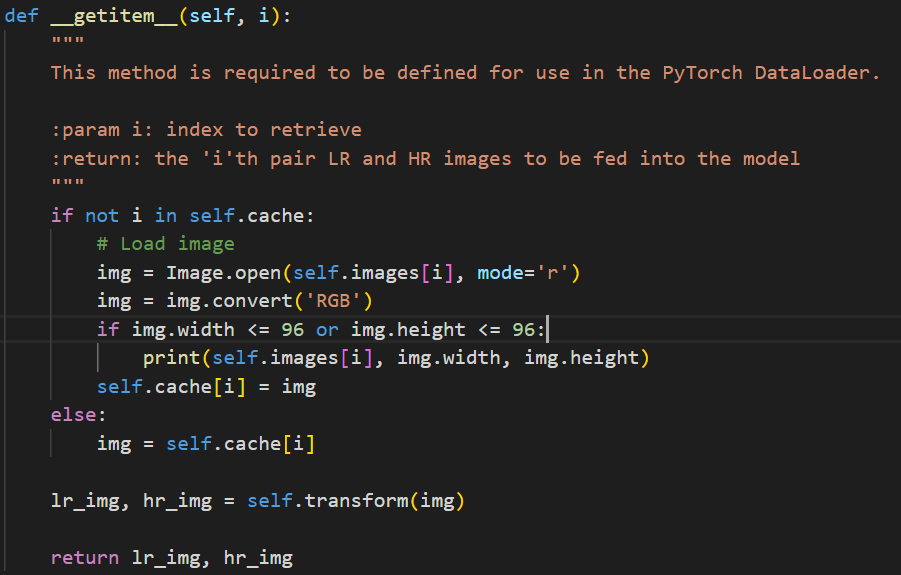 def __getitem__(self, i):
    """
    This method is required to be defined for use in the PyTorch DataLoader.

    :param i: index to retrieve
    :return: the 'i'th pair LR and HR images to be fed into the model
    """
    if not i in self.cache:
        # Load image
        img = Image.open(self.images[i], mode='r')
        img = img.convert('RGB')
        if img.width <= 96 or img.height <= 96:
            print(self.images[i], img.width, img.height)
        self.cache[i] = img
    else:
        img = self.cache[i]

    lr_img, hr_img = self.transform(img)

    return lr_img, hr_img